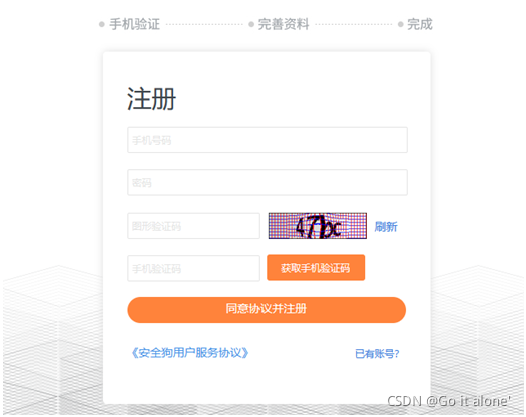 手机验证 完善资料 完成
注册
手机号码
密码
图形验证码 47bc 刷新
手机验证码 获取手机验证码
同意协议并注册
《安全狗用户服务协议》 已有账号?
CSDN @Go it alone'